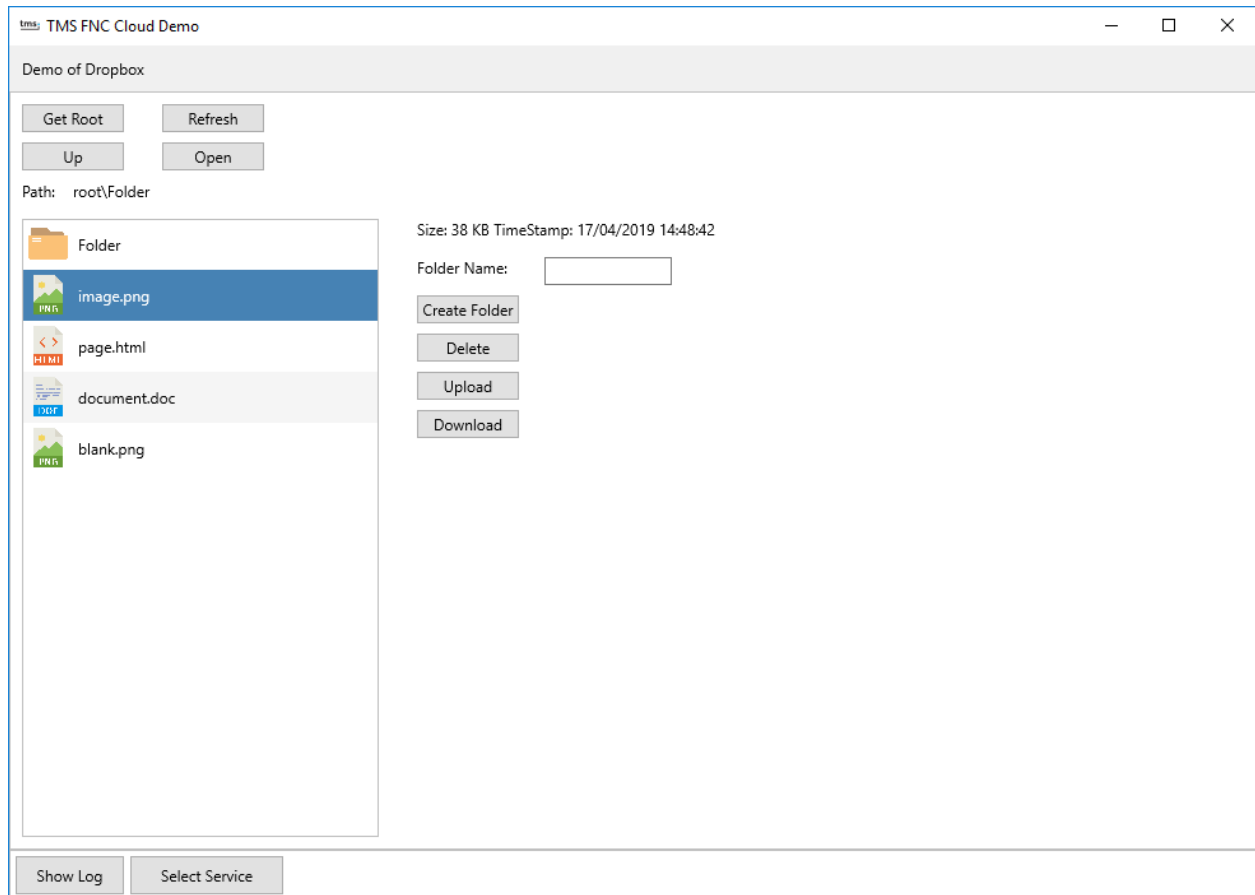 tms; TMS FNC Cloud Demo
Demo of Dropbox
Get Root Refresh
Up Open
Path: root\Folder
Folder
PNG
image.png
HTML
page.html
DOC
document.doc
PNG
blank.png
Size: 38 KB TimeStamp: 17/04/2019 14:48:42
Folder Name:
Create Folder
Delete
Upload
Download
Show Log Select Service